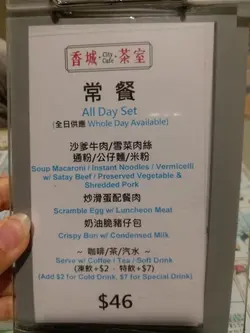 香城 City Cafe 茶室
常餐
All Day Set
(全日供應 Whole Day Available)
沙爹牛肉/雪菜肉絲
通粉/公仔麵/米粉
Soup Macaroni / Instant Noodles / Vermicelli
w/ Satay Beef / Preserved Vegetable &
Shredded Pork
炒滑蛋配餐肉
Scramble Egg w/ Luncheon Meat
奶油脆豬仔包
Crispy Bun w/ Condensed Milk
~ 咖啡/茶/汽水 ~
Serve w/ Coffee / Tea / Soft Drink
(凍飲+$2 ‧ 特飲+$7)
(Add $2 for Cold Drink, $7 for Special Drink)
$46